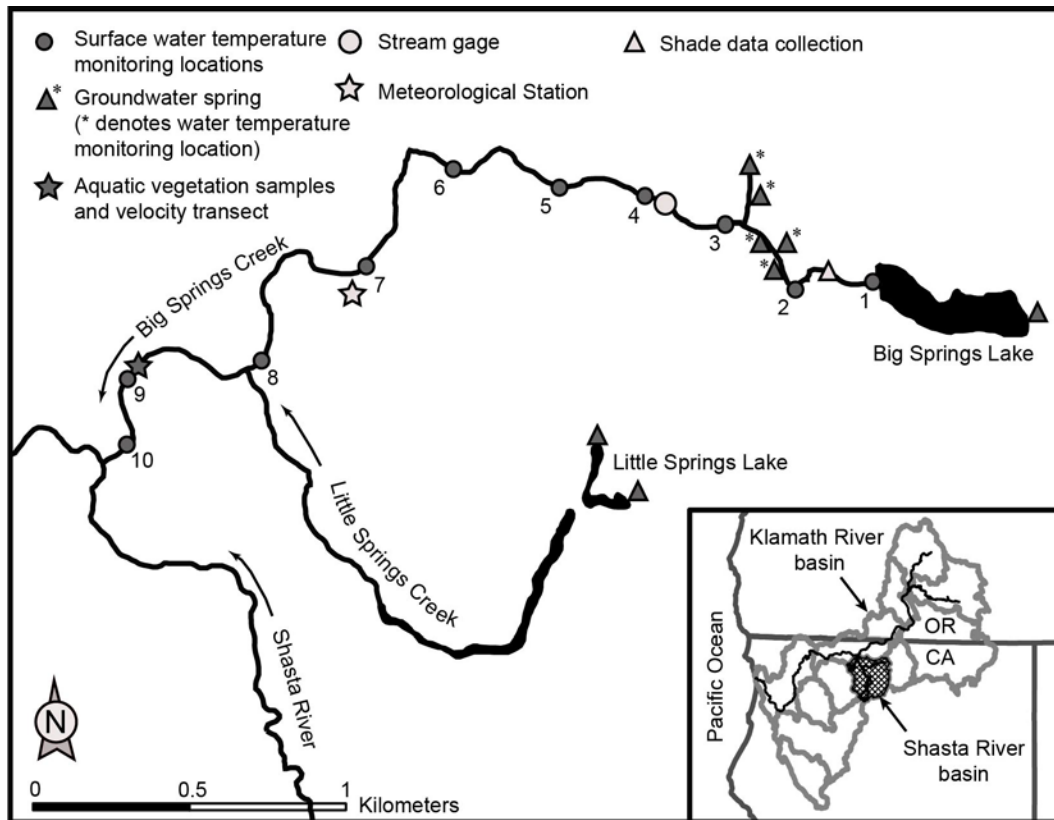 Surface water temperature
monitoring locations
Stream gage
Shade data collection
* Groundwater spring
(* denotes water temperature
monitoring location)
Meteorological Station
Aquatic vegetation samples
and velocity transect
6
5
4
3
*
*
*
*
*
2
1
7
Big Springs Creek
Big Springs Lake
8
9
10
Little Springs Lake
Little Springs Creek
Shasta River
N
0 0.5 1
Kilometers
Klamath River
basin
OR
CA
Pacific Ocean
Shasta River
basin